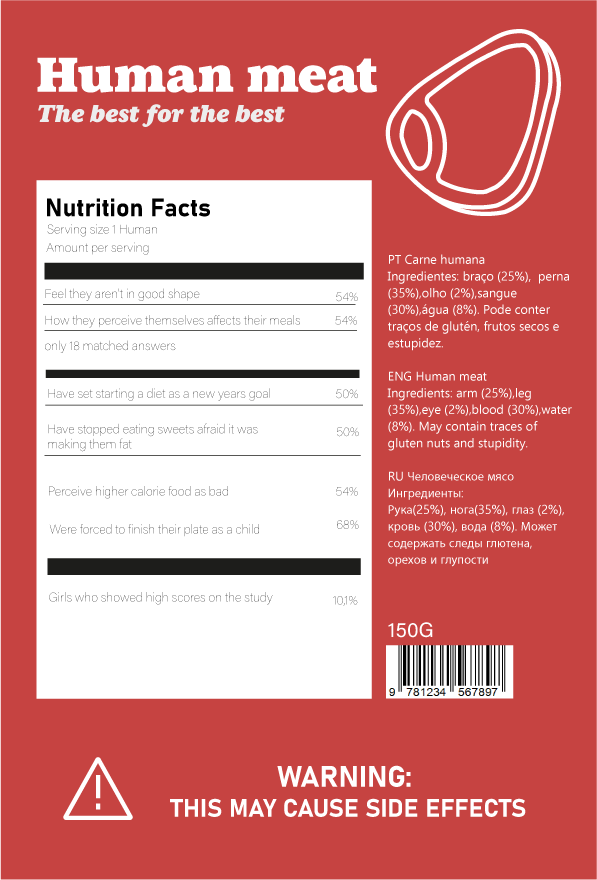 Human meat
The best for the best
Nutrition Facts
Serving size 1 Human
Amount per serving
Feel they aren't in good shape 54%
How they perceive themselves affects their meals 54%
only 18 matched answers
Have set starting a diet as a new years goal 50%
Have stopped eating sweets afraid it was 50%
making them fat
Perceive higher calorie food as bad 54%
Were forced to finish their plate as a child 68%
Girls who showed high scores on the study 10,1%
PT Carne humana
Ingredientes: braço (25%), perna
(35%),olho (2%),sangue
(30%),água (8%). Pode conter
traços de glutén, frutos secos e
estupidez.
ENG Human meat
Ingredients: arm (25%),leg
(35%),eye (2%),blood (30%),water
(8%). May contain traces of
gluten nuts and stupidity.
RU Человеческое мясо
Ингредиенты:
Рука(25%), нога(35%), глаз (2%),
кровь (30%), вода (8%). Может
содержать следы глютена,
орехов и глупости
150G
9 781234 567897
WARNING:
THIS MAY CAUSE SIDE EFFECTS